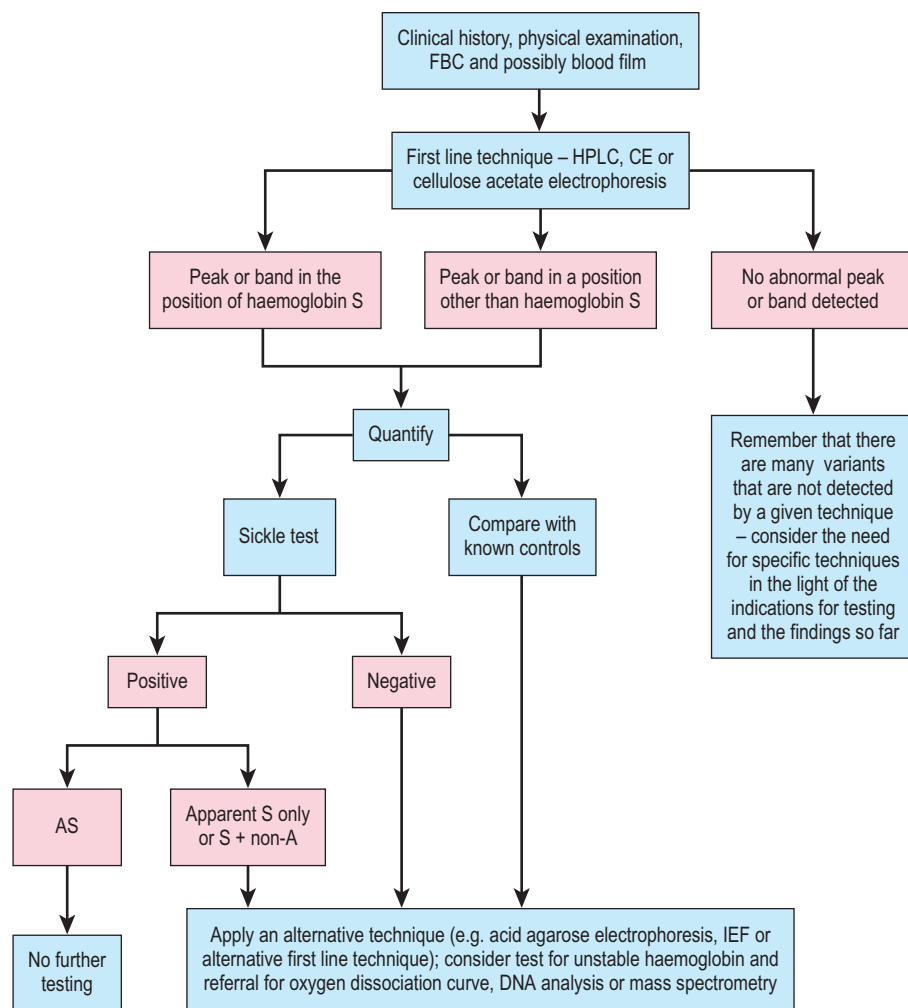 Clinical history, physical examination,
FBC and possibly blood film
First line technique – HPLC, CE or
cellulose acetate electrophoresis
Peak or band in the
position of haemoglobin S
Peak or band in a position
other than haemoglobin S
No abnormal peak
or band detected
Quantify
Remember that there
are many variants
that are not detected
by a given technique
– consider the need
for specific techniques
in the light of the
indications for testing
and the findings so far
Sickle test
Compare with
known controls
Positive
Negative
AS
Apparent S only
or S + non-A
No further
testing
Apply an alternative technique (e.g. acid agarose electrophoresis, IEF or
alternative first line technique); consider test for unstable haemoglobin and
referral for oxygen dissociation curve, DNA analysis or mass spectrometry